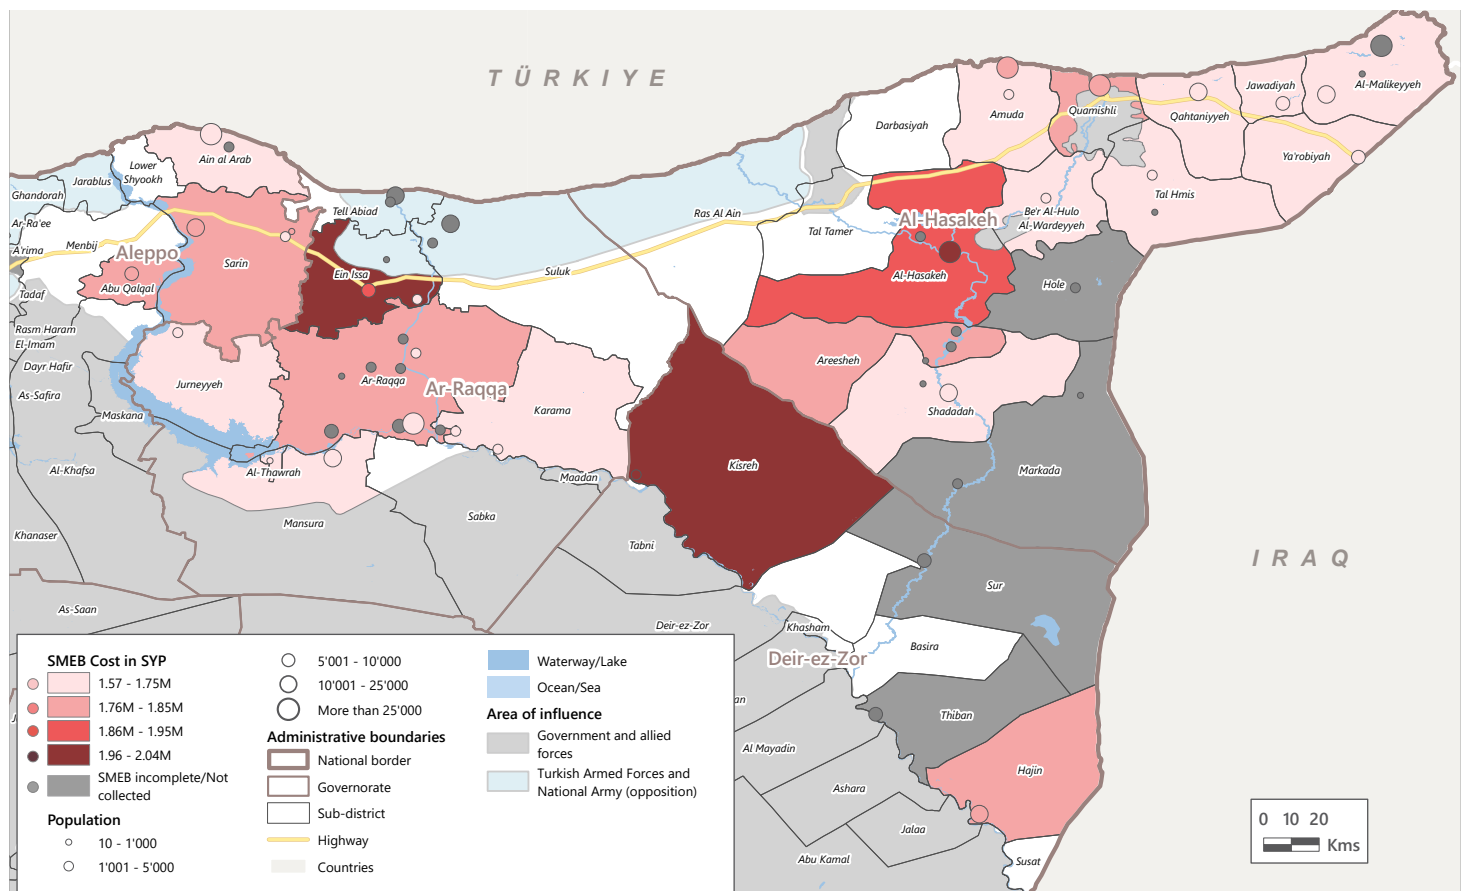 TÜRKIYE
IRAQ
Ain al Arab
Lower
Shyookh
Jarablus
Ghandorah
Ar-Ra'ee
A'rima
Menbij
Aleppo
Sarin
Abu Qalqal
Tadaf
Rasm Haram
El-Imam
Dayr Hafir
As-Safira
Maskana
Al-Khafsa
Khanaser
As-Saan
Jurneyyeh
Tell Abiad
Ein Issa
Suluk
Ras Al Ain
Ar-Raqqa
Ar-Raqqa
Karama
Al-Thawrah
Mansura
Sabka
Maadan
Tabni
Kisreh
Darbasiyah
Amuda
Quamishli
Qahtaniyyeh
Jawadiyah
Al-Malikeyyeh
Ya'robiyah
Tal Hmis
Be'r Al-Hulo
Al-Wardeyyeh
Al-Hasakeh
Tal Tamer
Al-Hasakeh
Hole
Areesheh
Shadadah
Markada
Sur
Deir-ez-Zor
Khasham
Deir-ez-Zor
Basira
Thiban
an
Al Mayadin
Ashara
Jalaa
Abu Kamal
Hajin
Susat
SMEB Cost in SYP
1.57 - 1.75M
1.76M - 1.85M
1.86M - 1.95M
1.96 - 2.04M
SMEB incomplete/Not
collected
Population
10 - 1'000
1'001 - 5'000
5'001 - 10'000
10'001 - 25'000
More than 25'000
Administrative boundaries
National border
Governorate
Sub-district
Highway
Countries
Waterway/Lake
Ocean/Sea
Area of influence
Government and allied
forces
Turkish Armed Forces and
National Army (opposition)
0 10 20
Kms